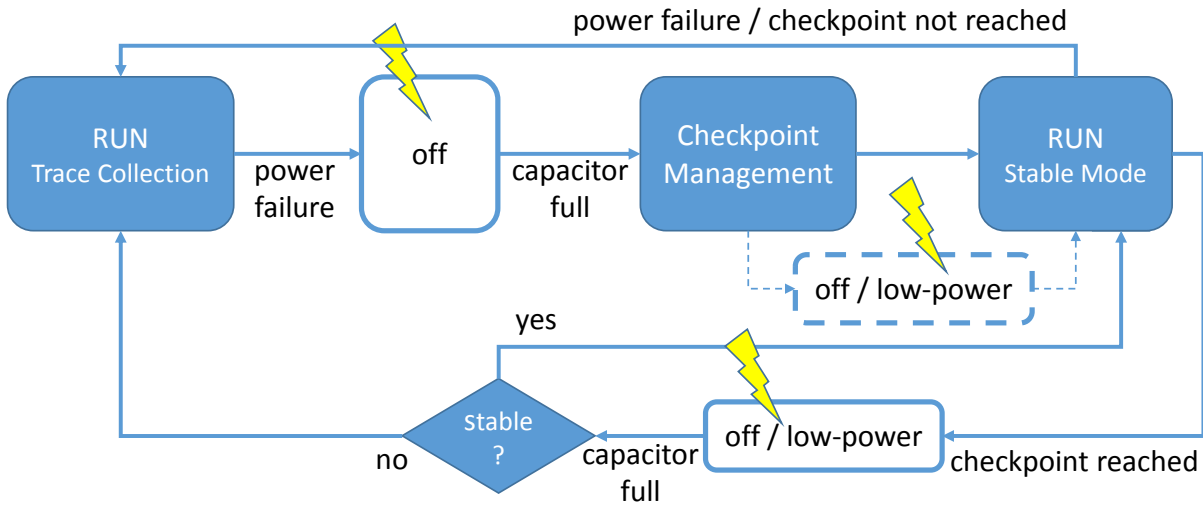 power failure / checkpoint not reached
RUN
Trace Collection
power
failure
off
capacitor
full
Checkpoint
Management
RUN
Stable Mode
off / low-power
yes
stable
?
no
capacitor
full
off / low-power
checkpoint reached